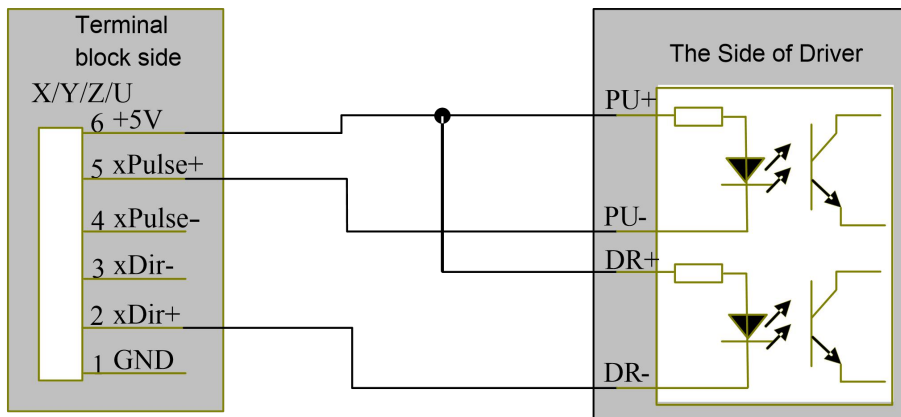 Terminal
block side
X/Y/Z/U
6 +5V
5 xPulse+
4 xPulse-
3 xDir-
2 xDir+
1 GND
The Side of Driver
PU+
PU-
DR+
DR-